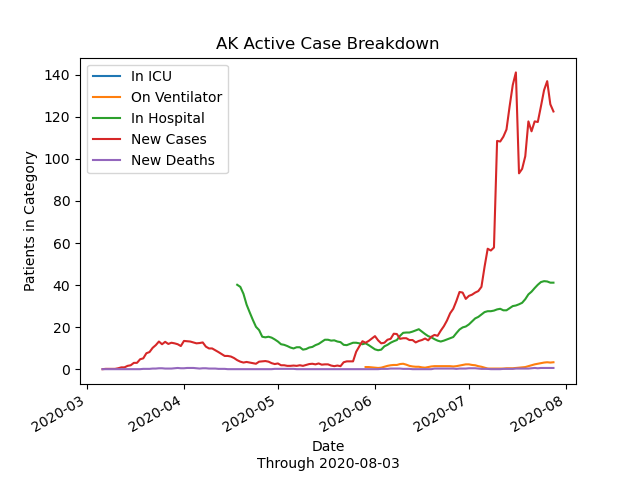 AK Active Case Breakdown
In ICU
On Ventilator
In Hospital
New Cases
New Deaths
Patients in Category
140
120
100
80
60
40
20
0
2020-03
2020-04
2020-05
2020-06
2020-07
2020-08
Date
Through 2020-08-03